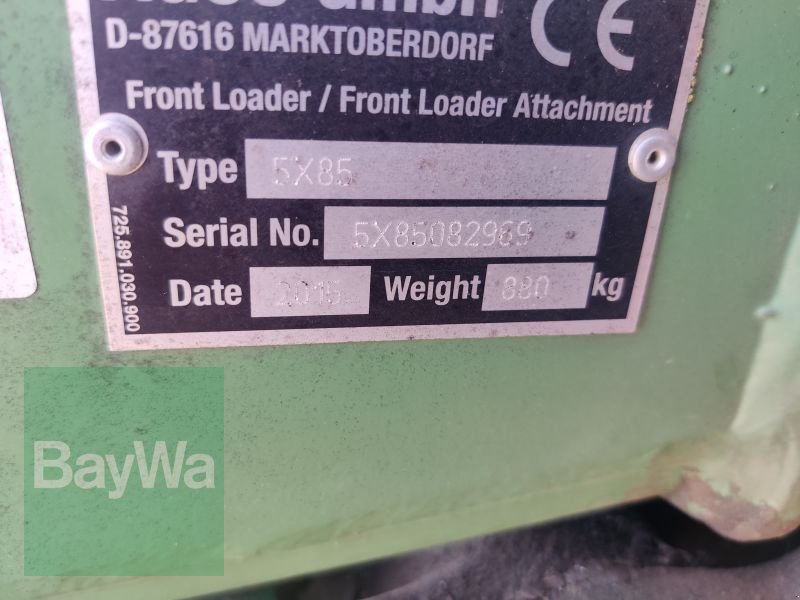 GmbH
D-87616 MARKTOBERDORF
CE
Front Loader / Front Loader Attachment
Type 5X85
Serial No. 5X85082969
Date 2015 Weight 880 kg
725.891.030.900
BayWa